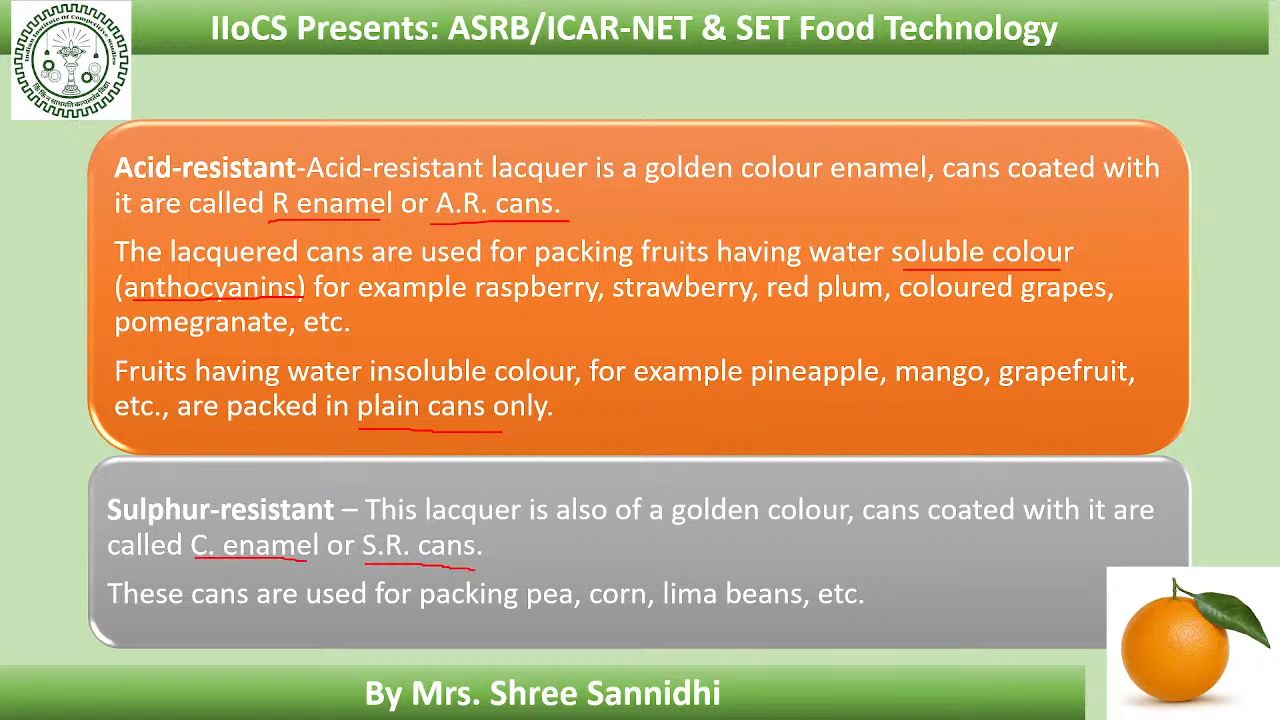 IIoCS Presents: ASRB/ICAR-NET & SET Food Technology
Indian Institute Of Competitive Studies
Acid-resistant-Acid-resistant lacquer is a golden colour enamel, cans coated with
it are called R enamel or A.R. cans.
The lacquered cans are used for packing fruits having water soluble colour
(anthocyanins) for example raspberry, strawberry, red plum, coloured grapes,
pomegranate, etc.
Fruits having water insoluble colour, for example pineapple, mango, grapefruit,
etc., are packed in plain cans only.
Sulphur-resistant – This lacquer is also of a golden colour, cans coated with it are
called C. enamel or S.R. cans.
These cans are used for packing pea, corn, lima beans, etc.
By Mrs. Shree Sannidhi